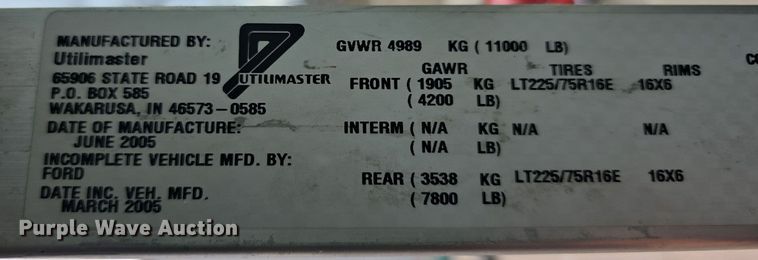 MANUFACTURED BY:
Utilimaster
65906 STATE ROAD 19
P.O. BOX 585
WAKARUSA, IN 46573-0585
DATE OF MANUFACTURE:
JUNE 2005
INCOMPLETE VEHICLE MFD. BY:
FORD
DATE INC. VEH. MFD.
MARCH 2005
UTILIMASTER
GVWR 4989 KG ( 11000 LB)
GAWR TIRES RIMS
FRONT ( 1905 KG LT225/75R16E 16X6
( 4200 LB)
INTERM ( N/A KG N/A N/A
( N/A LB)
REAR ( 3538 KG LT225/75R16E 16X6
( 7800 LB)
Purple Wave Auction